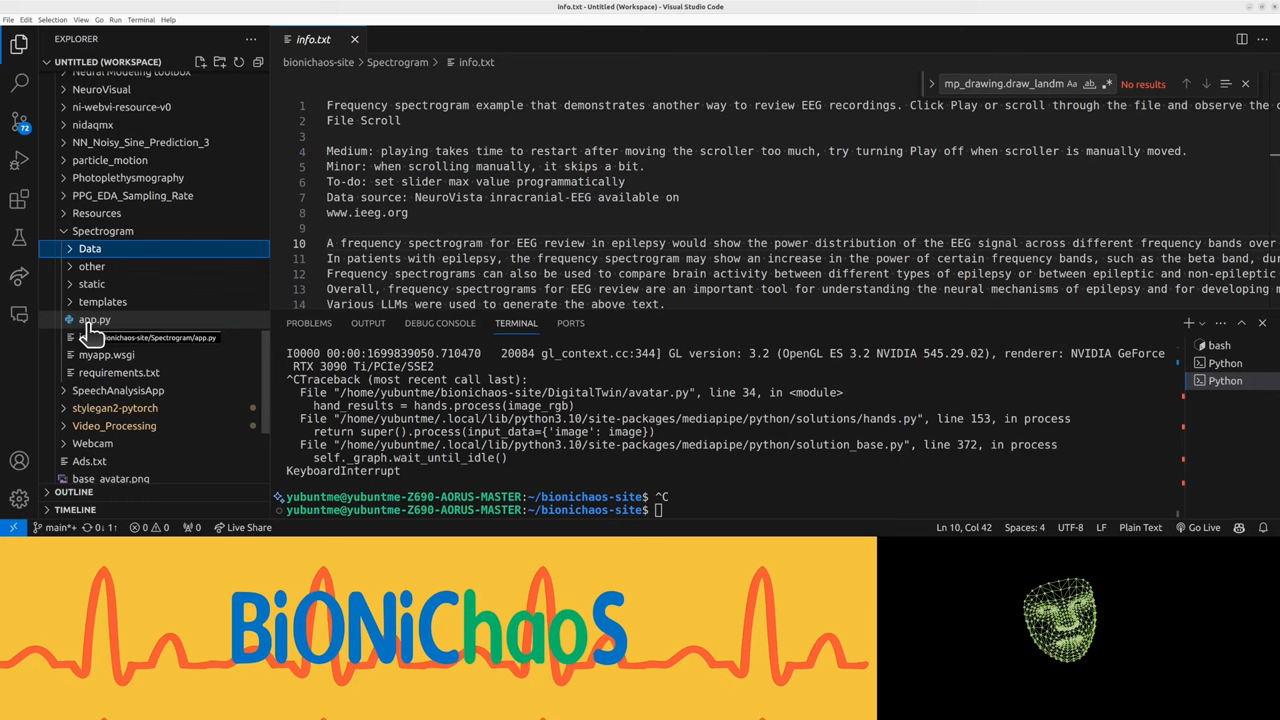 info.txt - Untitled (Workspace) - Visual Studio Code
File Edit Selection View Go Run Terminal Help
EXPLORER
UNTITLED (WORKSPACE)
Neural Modeling toolbox
NeuroVisual
ni-webvi-resource-v0
nidaqmx
NN_Noisy_Sine_Prediction_3
particle_motion
Photoplethysmography
PPG_EDA_Sampling_Rate
Resources
Spectrogram
Data
other
static
templates
app.py
bionichaos-site/Spectrogram/app.py
myapp.wsgi
requirements.txt
SpeechAnalysisApp
stylegan2-pytorch
Video_Processing
Webcam
Ads.txt
base_avatar.png
OUTLINE
TIMELINE
72
info.txt
bionichaos-site > Spectrogram > info.txt
mp_drawing.draw_landm Aa ab .* No results
1 Frequency spectrogram example that demonstrates another way to review EEG recordings. Click Play or scroll through the file and observe the c
2 File Scroll
3
4 Medium: playing takes time to restart after moving the scroller too much, try turning Play off when scroller is manually moved.
5 Minor: when scrolling manually, it skips a bit.
6 To-do: set slider max value programmatically
7 Data source: NeuroVista inracranial-EEG available on
8 www.ieeg.org
9
10 A frequency spectrogram for EEG review in epilepsy would show the power distribution of the EEG signal across different frequency bands over
11 In patients with epilepsy, the frequency spectrogram may show an increase in the power of certain frequency bands, such as the beta band, du
12 Frequency spectrograms can also be used to compare brain activity between different types of epilepsy or between epileptic and non-epileptic
13 Overall, frequency spectrograms for EEG review are an important tool for understanding the neural mechanisms of epilepsy and for developing
14 Various LLMs were used to generate the above text.
PROBLEMS OUTPUT DEBUG CONSOLE TERMINAL PORTS
I0000 00:00:1699839050.710470 20084 gl_context.cc:344] GL version: 3.2 (OpenGL ES 3.2 NVIDIA 545.29.02), renderer: NVIDIA GeForce
RTX 3090 Ti/PCIe/SSE2
^CTraceback (most recent call last):
File "/home/yubuntme/bionichaos-site/DigitalTwin/avatar.py", line 34, in <module>
hand_results = hands.process(image_rgb)
File "/home/yubuntme/.local/lib/python3.10/site-packages/mediapipe/python/solutions/hands.py", line 153, in process
return super().process(input_data={'image': image})
File "/home/yubuntme/.local/lib/python3.10/site-packages/mediapipe/python/solution_base.py", line 372, in process
self._graph.wait_until_idle()
KeyboardInterrupt
yubuntme@yubuntme-Z690-AORUS-MASTER:~/bionichaos-site$ ^C
yubuntme@yubuntme-Z690-AORUS-MASTER:~/bionichaos-site$
bash
Python
Python
main*+ 0↓ 1↑ 0 0 0 Live Share
Ln 10, Col 42 Spaces: 4 UTF-8 LF Plain Text Go Live
BiONiChaoS